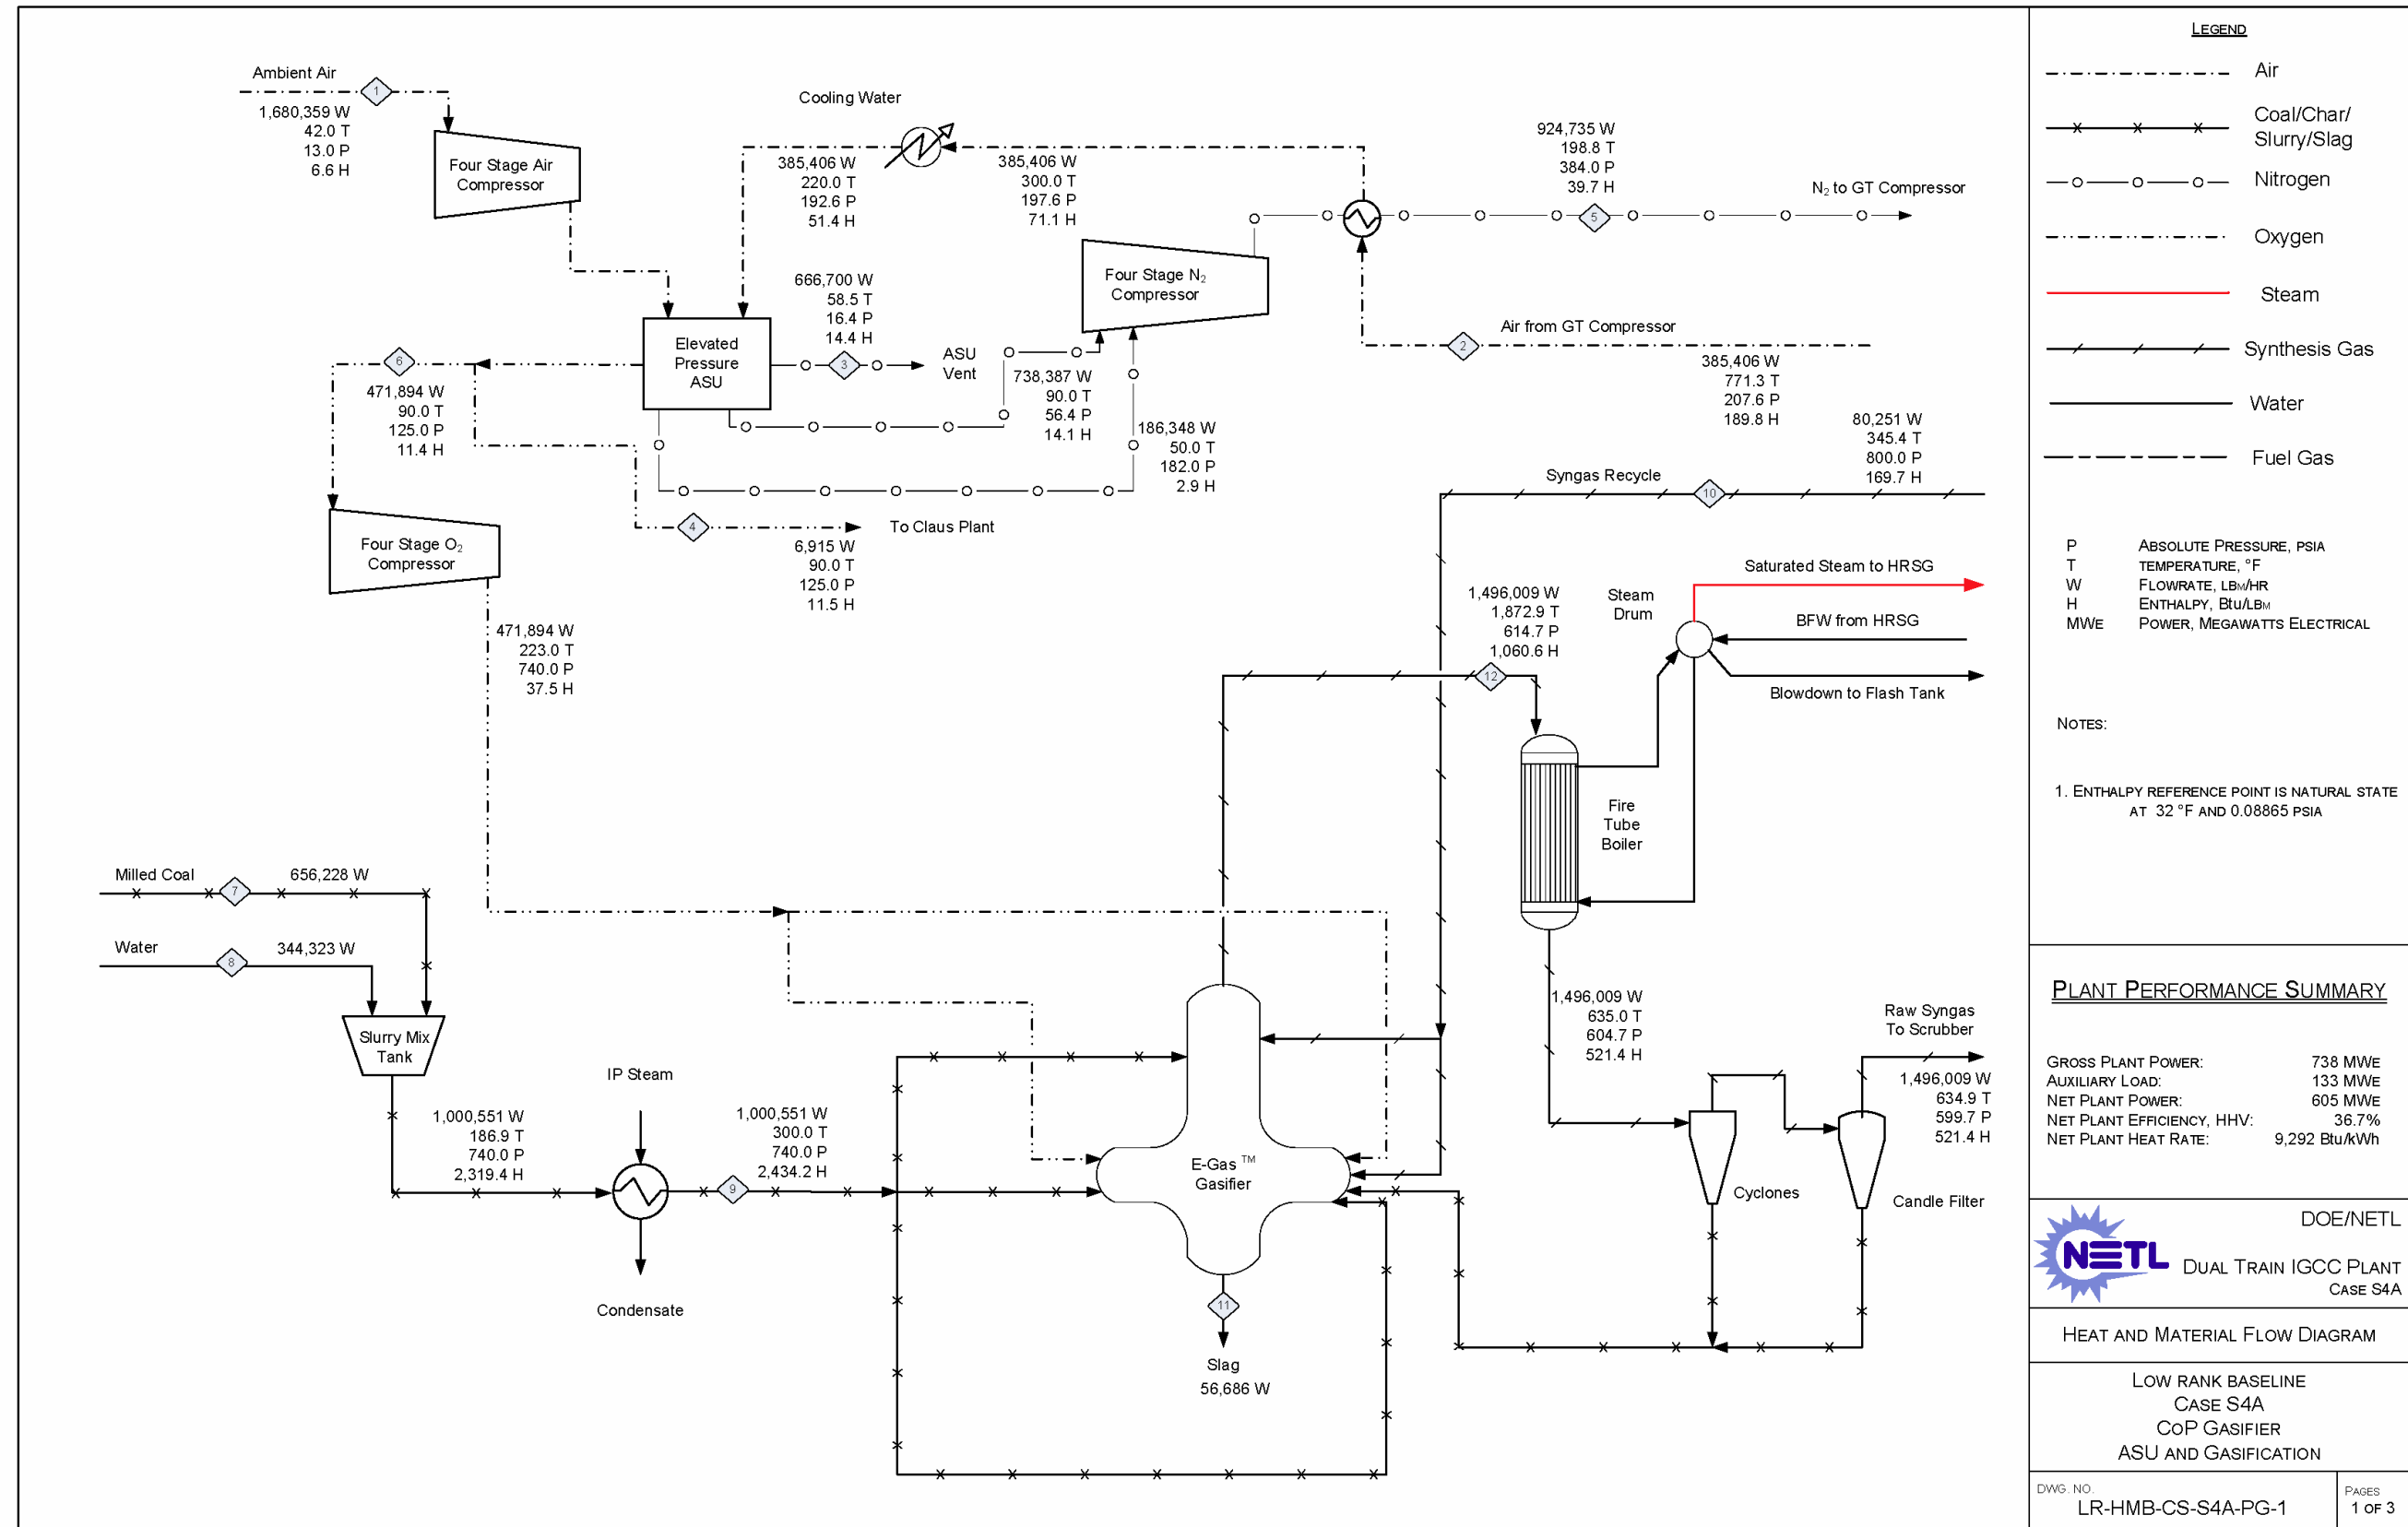 Ambient Air
1
1,680,359 W
42.0 T
13.0 P
6.6 H
Four Stage Air
Compressor
Cooling Water
385,406 W
220.0 T
192.6 P
51.4 H
385,406 W
300.0 T
197.6 P
71.1 H
924,735 W
198.8 T
384.0 P
39.7 H
5
N2 to GT Compressor
Four Stage N2
Compressor
666,700 W
58.5 T
16.4 P
14.4 H
3
ASU
Vent
Elevated
Pressure
ASU
Air from GT Compressor
2
385,406 W
771.3 T
207.6 P
189.8 H
6
471,894 W
90.0 T
125.0 P
11.4 H
738,387 W
90.0 T
56.4 P
14.1 H
186,348 W
50.0 T
182.0 P
2.9 H
80,251 W
345.4 T
800.0 P
169.7 H
Syngas Recycle
10
4
To Claus Plant
6,915 W
90.0 T
125.0 P
11.5 H
Four Stage O2
Compressor
471,894 W
223.0 T
740.0 P
37.5 H
1,496,009 W
1,872.9 T
614.7 P
1,060.6 H
12
Steam
Drum
Saturated Steam to HRSG
BFW from HRSG
Blowdown to Flash Tank
Fire
Tube
Boiler
Milled Coal
7
656,228 W
Water
8
344,323 W
Slurry Mix
Tank
1,000,551 W
186.9 T
740.0 P
2,319.4 H
IP Steam
Condensate
1,000,551 W
300.0 T
740.0 P
2,434.2 H
9
E-Gas TM
Gasifier
11
Slag
56,686 W
1,496,009 W
635.0 T
604.7 P
521.4 H
Cyclones
Raw Syngas
To Scrubber
1,496,009 W
634.9 T
599.7 P
521.4 H
Candle Filter
LEGEND
Air
Coal/Char/
Slurry/Slag
Nitrogen
Oxygen
Steam
Synthesis Gas
Water
Fuel Gas
P ABSOLUTE PRESSURE, PSIA
T TEMPERATURE, °F
W FLOWRATE, LBM/HR
H ENTHALPY, Btu/LBM
MWE POWER, MEGAWATTS ELECTRICAL
NOTES:
1. ENTHALPY REFERENCE POINT IS NATURAL STATE
AT 32 °F AND 0.08865 PSIA
PLANT PERFORMANCE SUMMARY
GROSS PLANT POWER: 738 MWE
AUXILIARY LOAD: 133 MWE
NET PLANT POWER: 605 MWE
NET PLANT EFFICIENCY, HHV: 36.7%
NET PLANT HEAT RATE: 9,292 Btu/kWh
NETL
DOE/NETL
DUAL TRAIN IGCC PLANT
CASE S4A
HEAT AND MATERIAL FLOW DIAGRAM
LOW RANK BASELINE
CASE S4A
COP GASIFIER
ASU AND GASIFICATION
DWG. NO.
LR-HMB-CS-S4A-PG-1
PAGES
1 OF 3